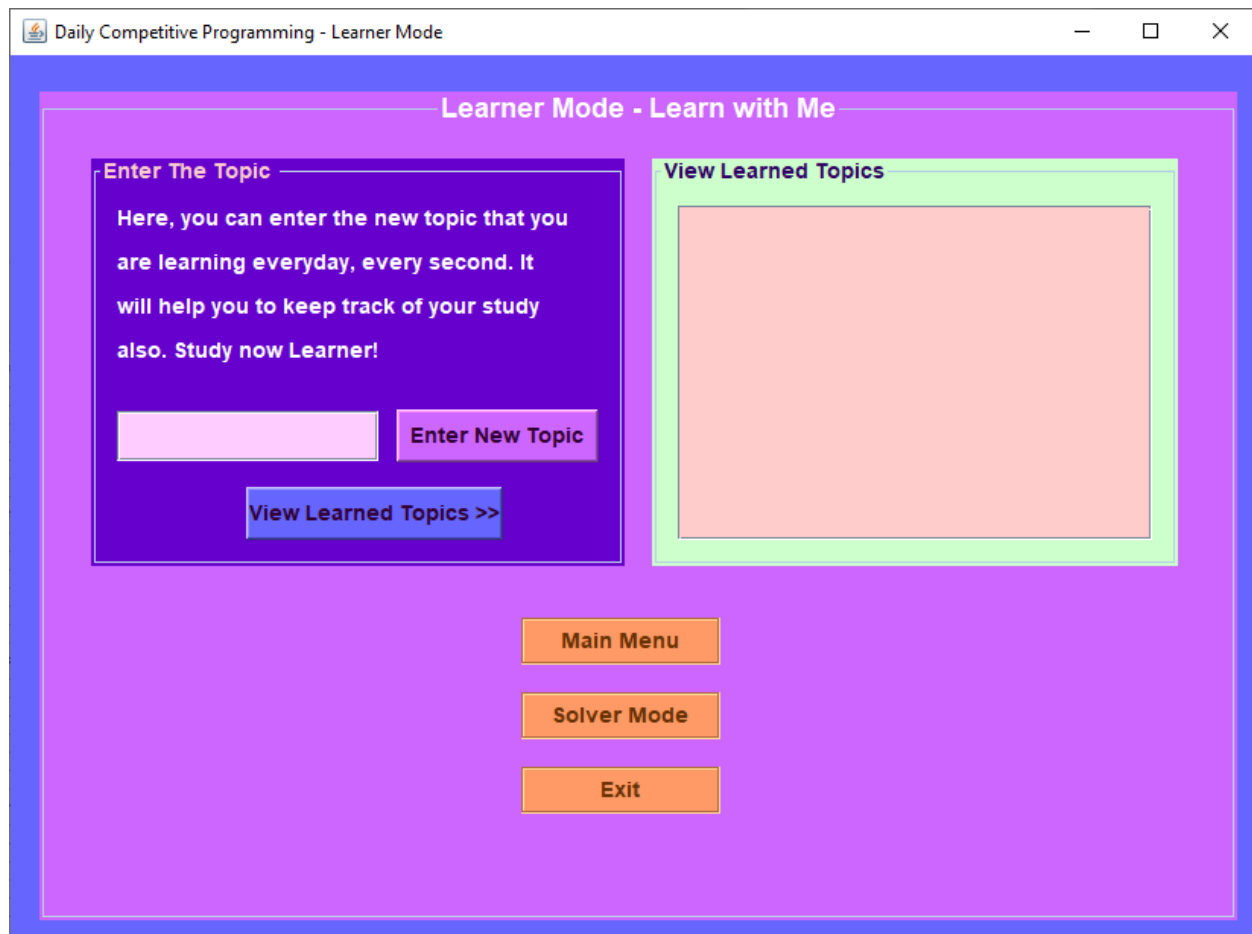 Daily Competitive Programming - Learner Mode
Learner Mode - Learn with Me
Enter The Topic
Here, you can enter the new topic that you
are learning everyday, every second. It
will help you to keep track of your study
also. Study now Learner!
Enter New Topic
View Learned Topics >>
View Learned Topics
Main Menu
Solver Mode
Exit